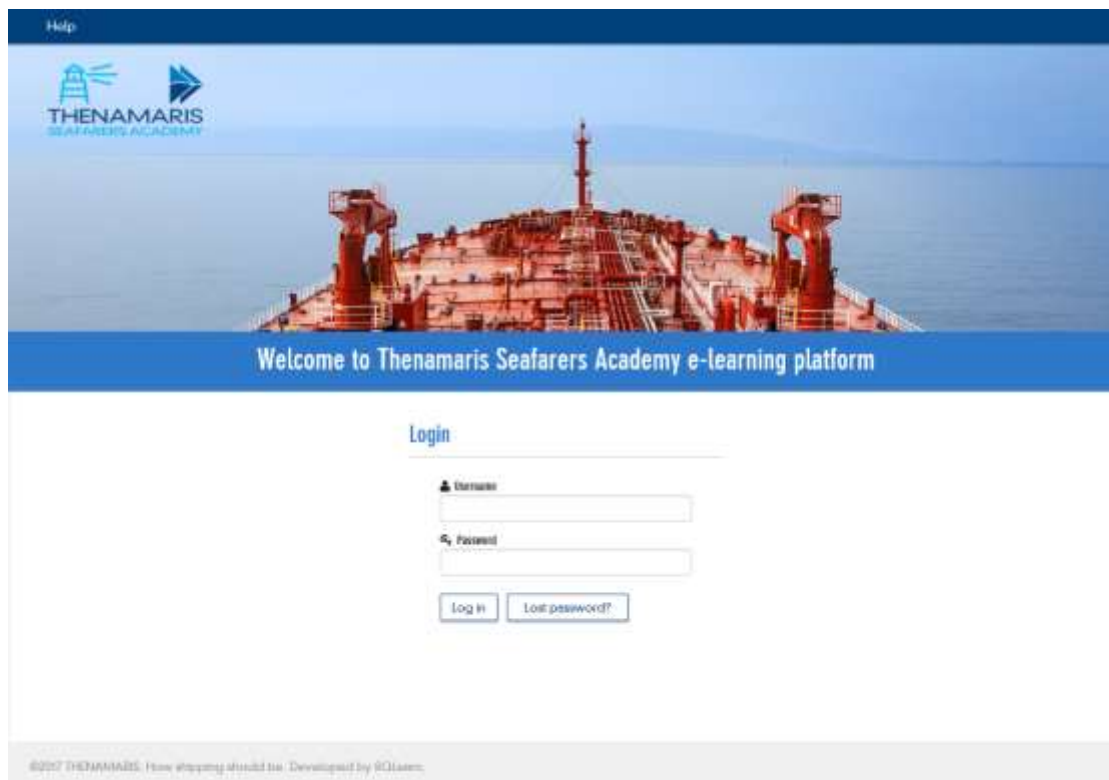 Help
THENAMARIS
SEAFARERS ACADEMY
Welcome to Thenamaris Seafarers Academy e-learning platform
Login
Username
Password
Log in
Lost password?
©2017 THENAMARIS. How shipping should be. Developed by